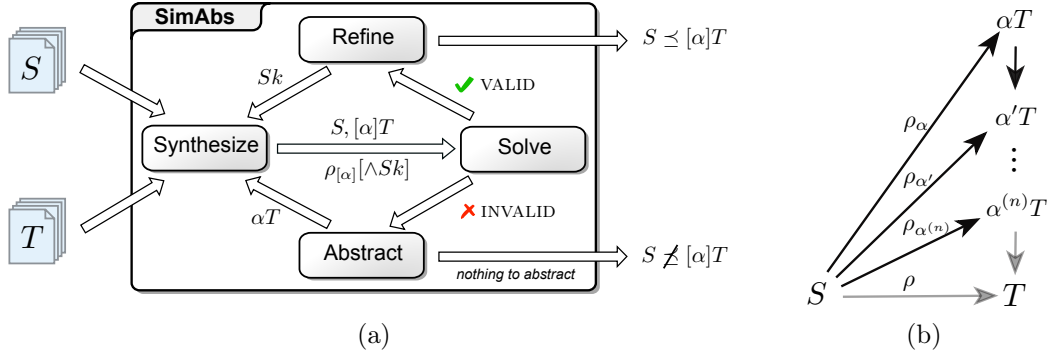 SimAbs
S
Refine
S ⪯ [α]T
Sk
✓ VALID
Synthesize
S, [α]T
ρ[α][∧Sk]
Solve
αT
✗ INVALID
T
Abstract
nothing to abstract
S ⪯̸ [α]T
(a)
αT
ρα
α′T
ρα′
⋮
α(n)T
ρα(n)
S
ρ
T
(b)